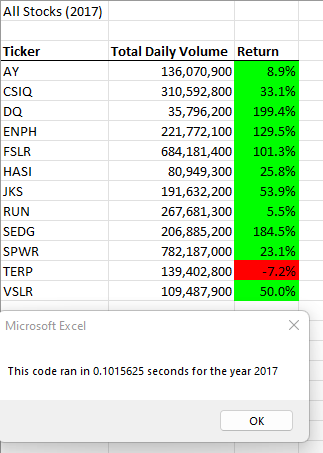 All Stocks (2017)
Ticker Total Daily Volume Return
AY 136,070,900 8.9%
CSIQ 310,592,800 33.1%
DQ 35,796,200 199.4%
ENPH 221,772,100 129.5%
FSLR 684,181,400 101.3%
HASI 80,949,300 25.8%
JKS 191,632,200 53.9%
RUN 267,681,300 5.5%
SEDG 206,885,200 184.5%
SPWR 782,187,000 23.1%
TERP 139,402,800 -7.2%
VSLR 109,487,900 50.0%
Microsoft Excel
This code ran in 0.1015625 seconds for the year 2017
OK